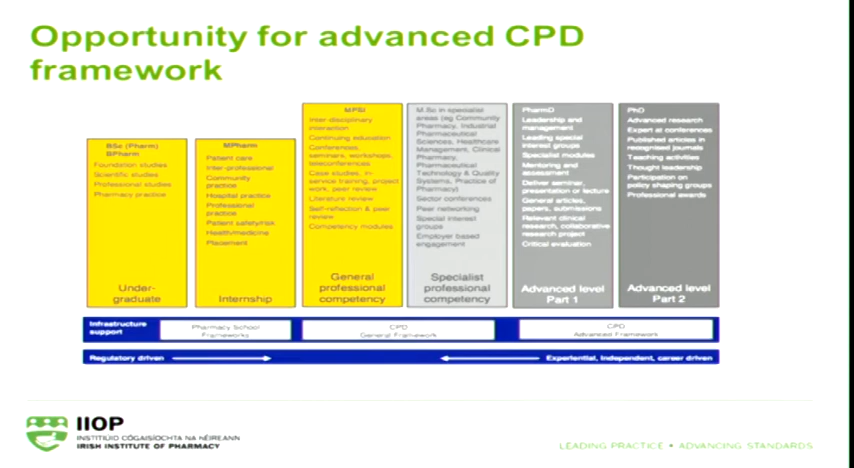 Opportunity for advanced CPD
framework
BSc (Pharm)
BPharm
Foundation studies
Scientific studies
Professional studies
Pharmacy practice
Under-
graduate
MPharm
Patient care
Inter-professional
Community
practice
Hospital practice
Professional
practice
Patient safety/risk
Health/medicine
Placement
Internship
MPSI
Inter disciplinary
interaction
Continuing education
Conferences,
seminars, workshops,
teleconferences
Case studies, in-
service training, project
work, peer review
Literature review
Self-reflection & peer
review
Competency modules
General
professional
competency
M.Sc in specialist
areas (eg Community
Pharmacy, Industrial
Pharmaceutical
Sciences, Healthcare
Management, Clinical
Pharmacy,
Pharmaceutical
Technology & Quality
Systems, Practice of
Pharmacy)
Sector conferences
Peer networking
Special interest
groups
Employer based
engagement
Specialist
professional
competency
PharmD
Leadership and
management
Leading special
interest groups
Specialist modules
Mentoring and
assessment
Deliver seminar,
presentation or lecture
General articles,
papers, submissions
Relevant clinical
research, collaborative
research project
Critical evaluation
Advanced level
Part 1
PhD
Advanced research
Expert at conferences
Published articles in
recognised journals
Teaching activities
Thought leadership
Participation on
policy shaping groups
Professional awards
Advanced level
Part 2
Infrastructure
support
Pharmacy School
Frameworks
CPD
General Framework
CPD
Advanced Framework
Regulatory driven
Experiential, independent, career driven
IIOP
INSTITIÚID CÓGAISÍOCHTA NA hÉIREANN
IRISH INSTITUTE OF PHARMACY
LEADING PRACTICE • ADVANCING STANDARDS